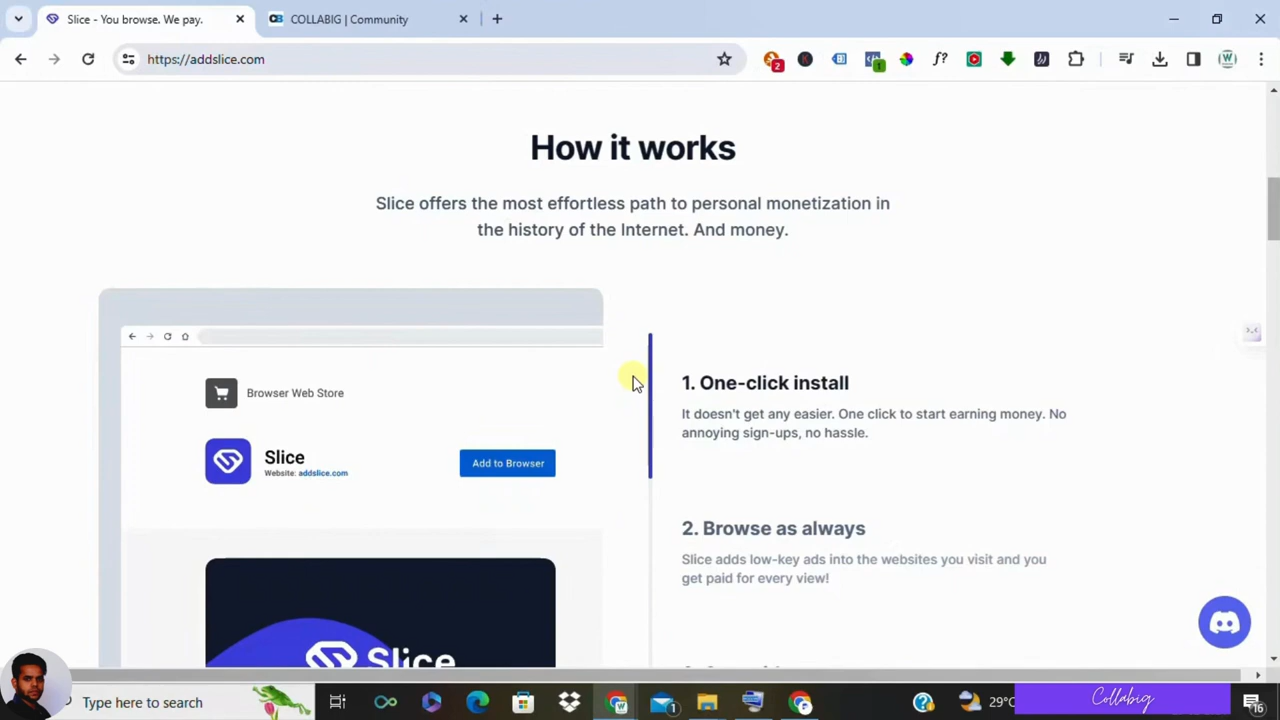 Slice - You browse. We pay.
COLLABIG | Community
https://addslice.com
2
1
f?
W
How it works
Slice offers the most effortless path to personal monetization in
the history of the Internet. And money.
Browser Web Store
Slice
Website: addslice.com
Add to Browser
Slice
1. One-click install
It doesn't get any easier. One click to start earning money. No
annoying sign-ups, no hassle.
2. Browse as always
Slice adds low-key ads into the websites you visit and you
get paid for every view!
Type here to search
1
29°C
Collabig
16